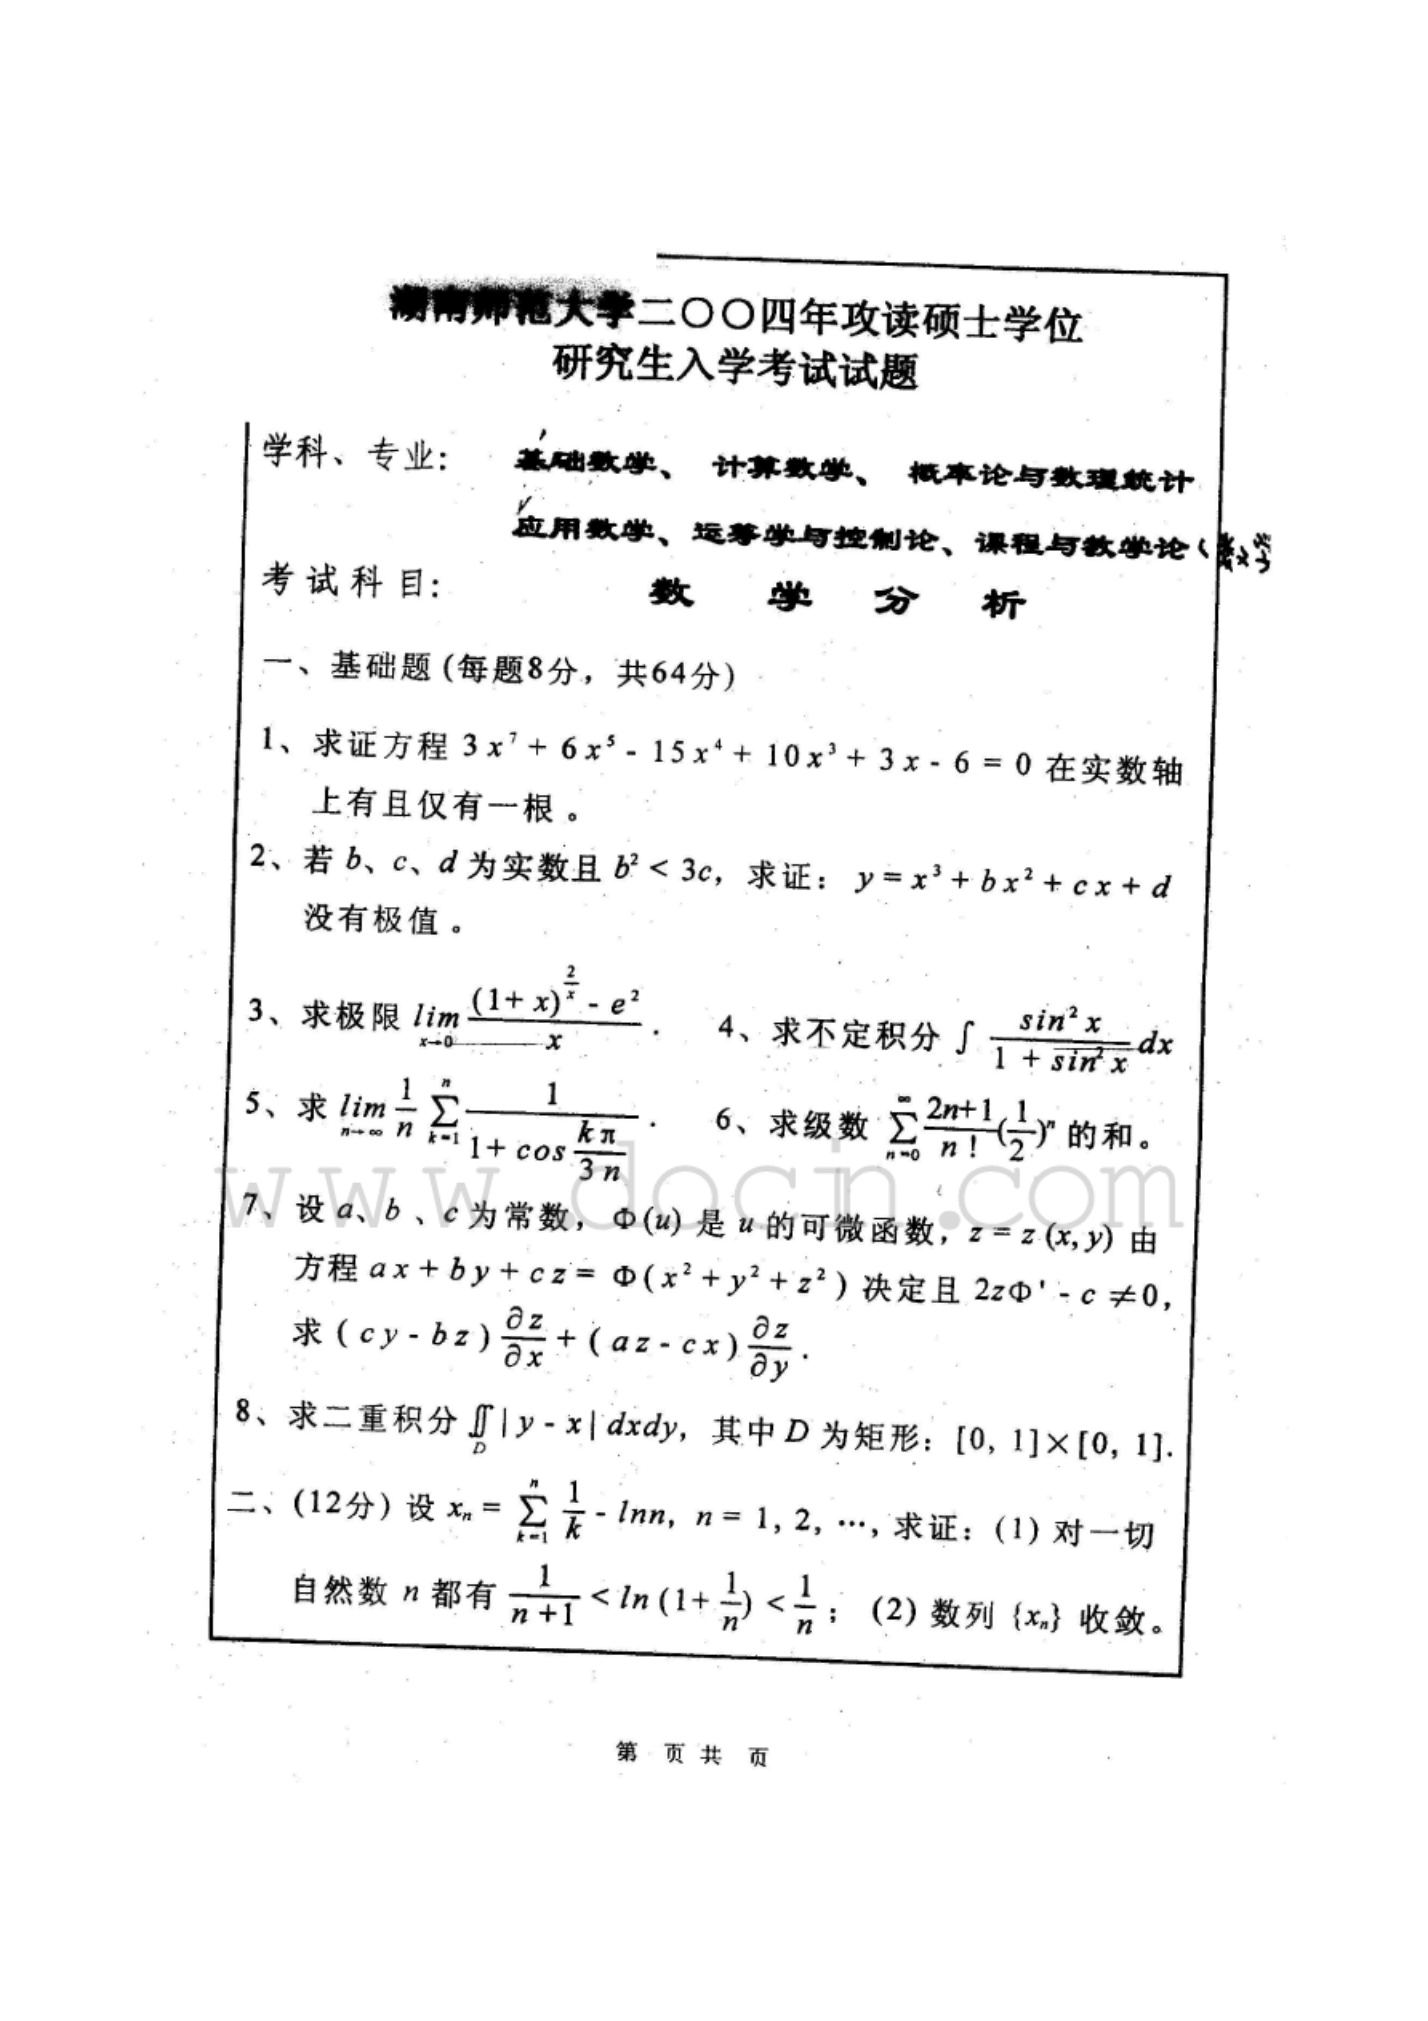 湖南师范大学二〇〇四年攻读硕士学位
研究生入学考试试题
学科、专业: 基础数学、 计算数学、 概率论与数理统计
应用数学、运筹学与控制论、课程与教学论(
考试科目: 数 学 分 析
一、基础题(每题8分，共64分)
1、求证方程 3x⁷ + 6x⁵ - 15x⁴ + 10x³ + 3x - 6 = 0 在实数轴
上有且仅有一根。
2、若 b、c、d 为实数且 b² < 3c，求证： y = x³ + bx² + cx + d
没有极值。
3、求极限 lim_{x→0} ((1+x)^{2/x} - e²)/x . 4、求不定积分 ∫ sin²x/(1 + sin²x) dx
5、求 lim_{n→∞} 1/n ∑_{k=1}^{n} 1/(1+cos(kπ/3n)) . 6、求级数 ∑_{n=0}^{∞} (2n+1)/n! (1/2)ⁿ 的和。
7、设 a、b、c 为常数，Φ(u) 是 u 的可微函数，z = z(x, y) 由
方程 ax + by + cz = Φ(x² + y² + z²) 决定且 2zΦ' - c ≠ 0，
求 (cy - bz) ∂z/∂x + (az - cx) ∂z/∂y .
8、求二重积分 ∬_D |y - x| dxdy，其中 D 为矩形：[0, 1]×[0, 1].
二、(12分) 设 xₙ = ∑_{k=1}^{n} 1/k - lnn, n = 1, 2, …, 求证：(1) 对一切
自然数 n 都有 1/(n+1) < ln(1+1/n) < 1/n ； (2) 数列 {xₙ} 收敛。
www.docin.com
第 页 共 页